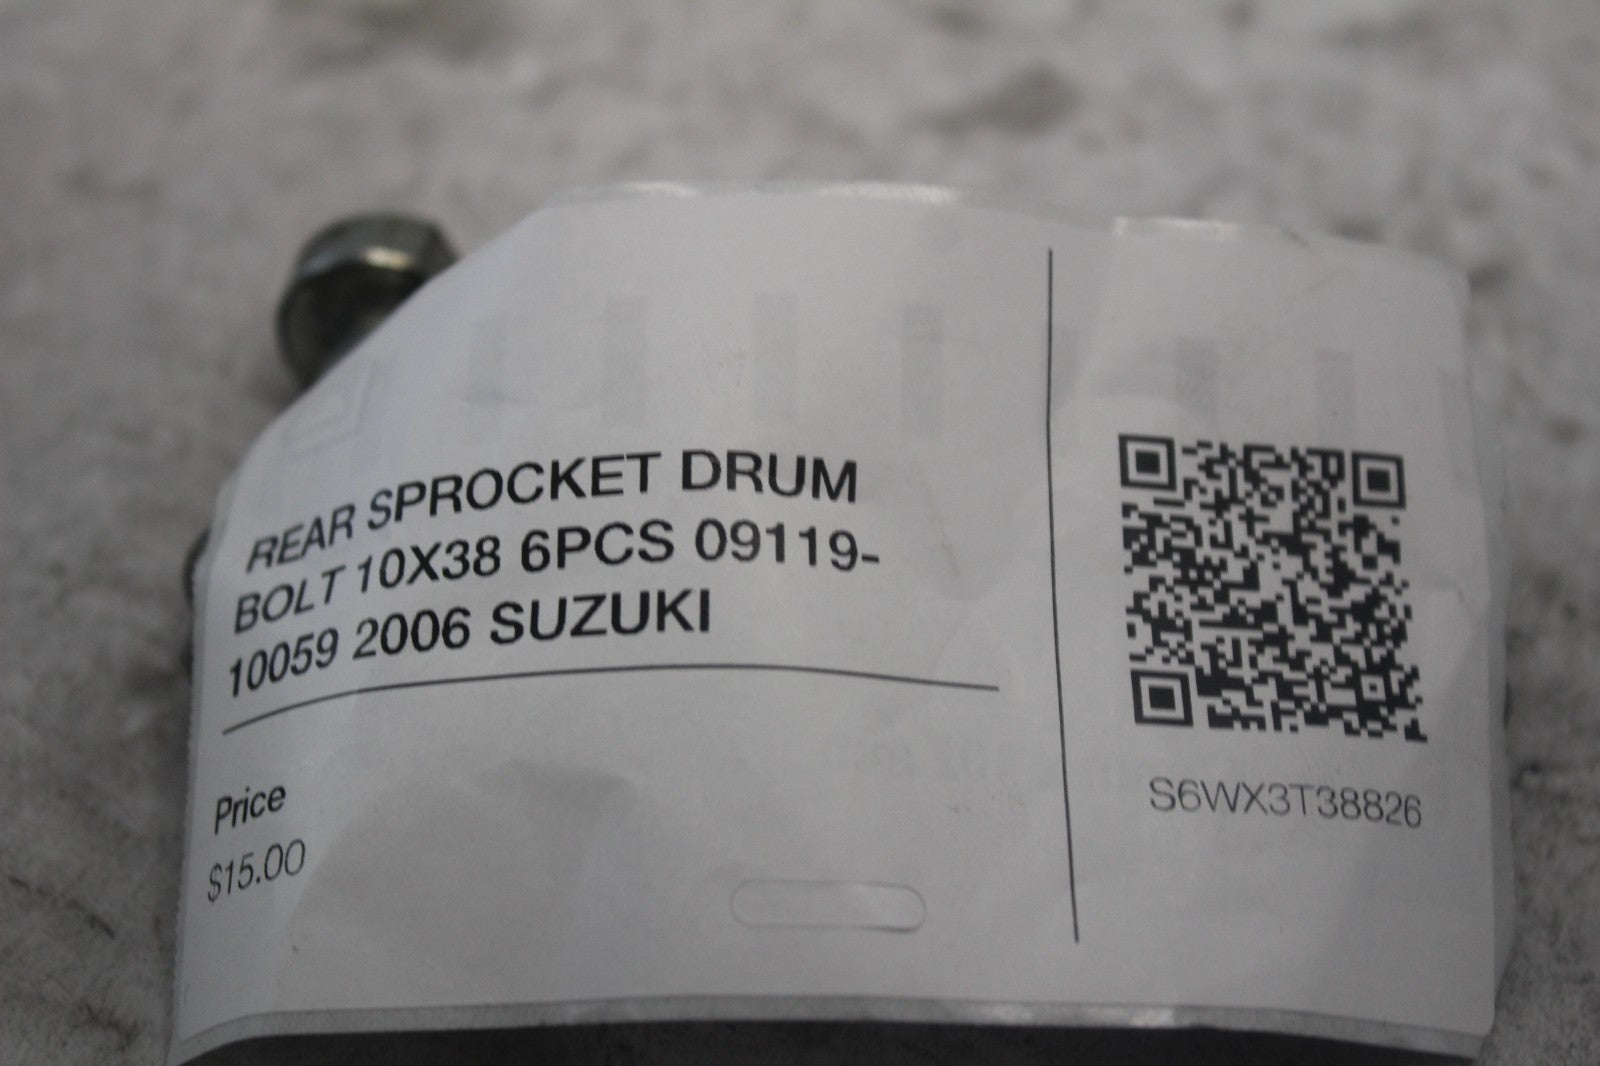 REAR SPROCKET DRUM
BOLT 10X38 6PCS 09119-
10059 2006 SUZUKI
Price
$15.00
S6WX3T38826